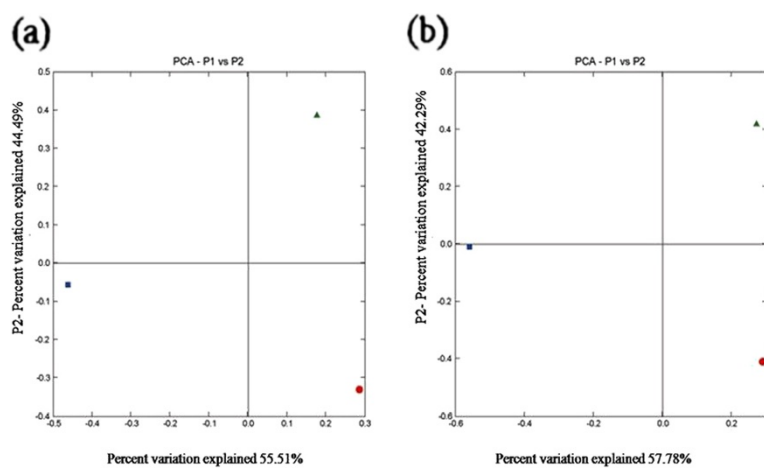 (a)
PCA - P1 vs P2
P2- Percent variation explained 44.49%
0.5
0.4
0.3
0.2
0.1
0.0
-0.1
-0.2
-0.3
-0.4
-0.5 -0.4 -0.3 -0.2 -0.1 0.0 0.1 0.2 0.3
Percent variation explained 55.51%
(b)
PCA - P1 vs P2
P2- Percent variation explained 42.29%
0.6
0.4
0.2
0.0
-0.2
-0.4
-0.6
-0.6 -0.4 -0.2 0.0 0.2
Percent variation explained 57.78%